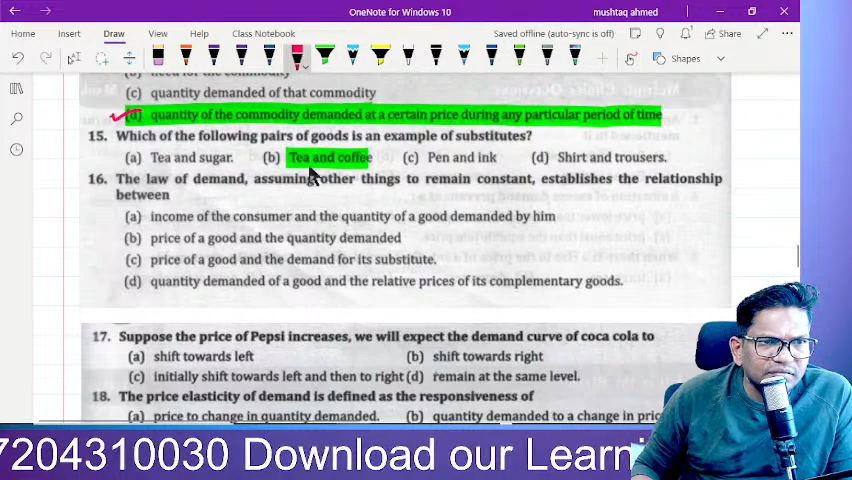 OneNote for Windows 10
mushtaq ahmed
Home Insert Draw View Help Class Notebook
Saved offline (auto-sync is off) Share
Shapes
(b) need for the commodity
(c) quantity demanded of that commodity
(d) quantity of the commodity demanded at a certain price during any particular period of time
15. Which of the following pairs of goods is an example of substitutes?
(a) Tea and sugar. (b) Tea and coffee (c) Pen and ink (d) Shirt and trousers.
16. The law of demand, assuming other things to remain constant, establishes the relationship
between
(a) income of the consumer and the quantity of a good demanded by him
(b) price of a good and the quantity demanded
(c) price of a good and the demand for its substitute.
(d) quantity demanded of a good and the relative prices of its complementary goods.
17. Suppose the price of Pepsi increases, we will expect the demand curve of coca cola to
(a) shift towards left (b) shift towards right
(c) initially shift towards left and then to right (d) remain at the same level.
18. The price elasticity of demand is defined as the responsiveness of
(a) price to change in quantity demanded. (b) quantity demanded to a change in pric
7204310030 Download our Learni